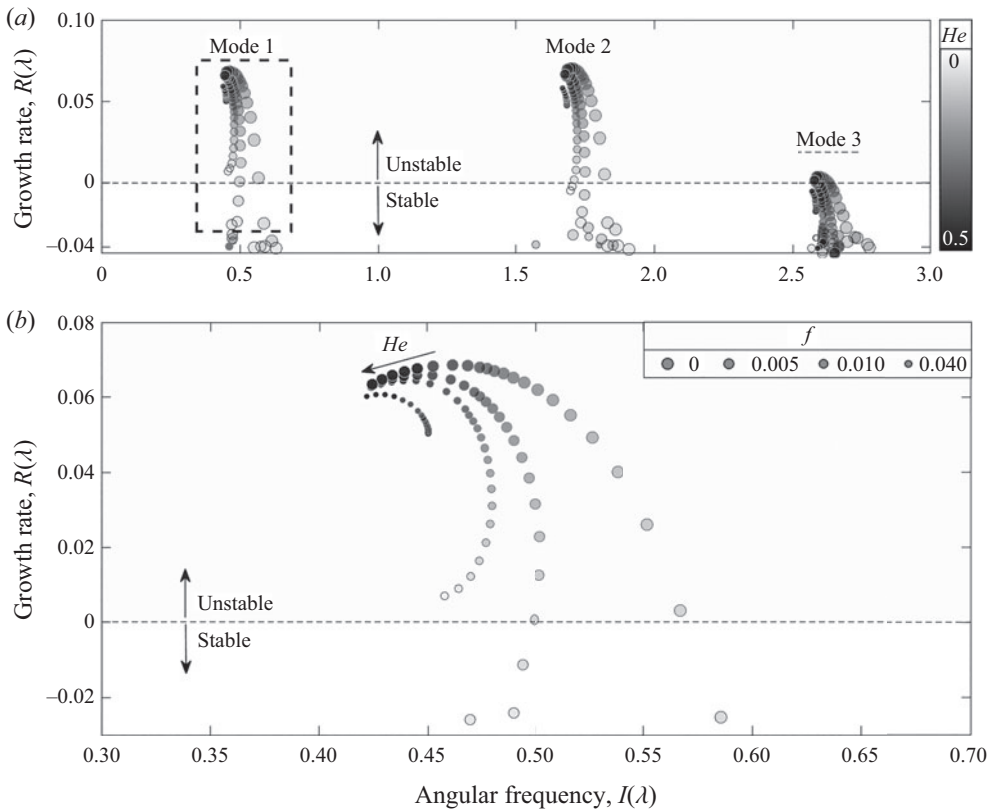 (a)
0.10
0.05
0
–0.04
Growth rate, R(λ)
Mode 1
Mode 2
Mode 3
Unstable
Stable
0
0.5
1.0
1.5
2.0
2.5
3.0
He
0
0.5
(b)
0.08
0.06
0.04
0.02
0
–0.02
Growth rate, R(λ)
He
f
0
0.005
0.010
0.040
Unstable
Stable
0.30
0.35
0.40
0.45
0.50
0.55
0.60
0.65
0.70
Angular frequency, I(λ)